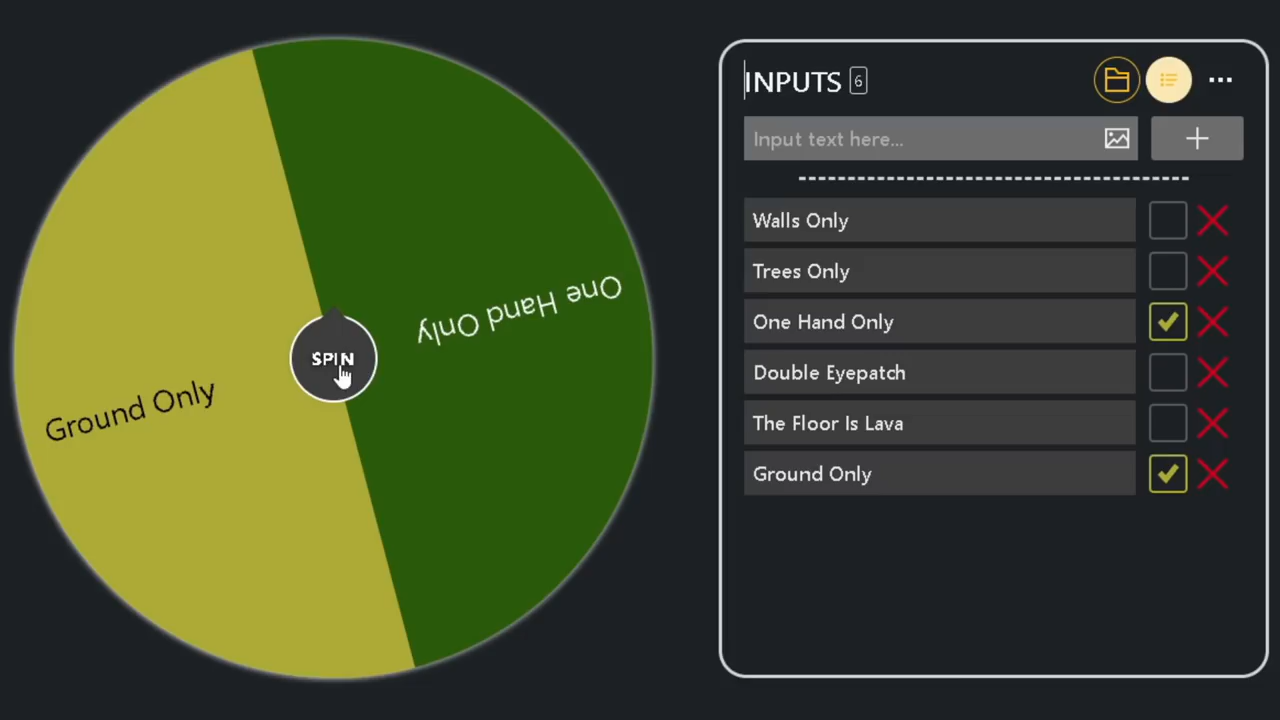 One Hand Only
SPIN
Ground Only
INPUTS 6
Input text here...
Walls Only
Trees Only
One Hand Only
Double Eyepatch
The Floor Is Lava
Ground Only